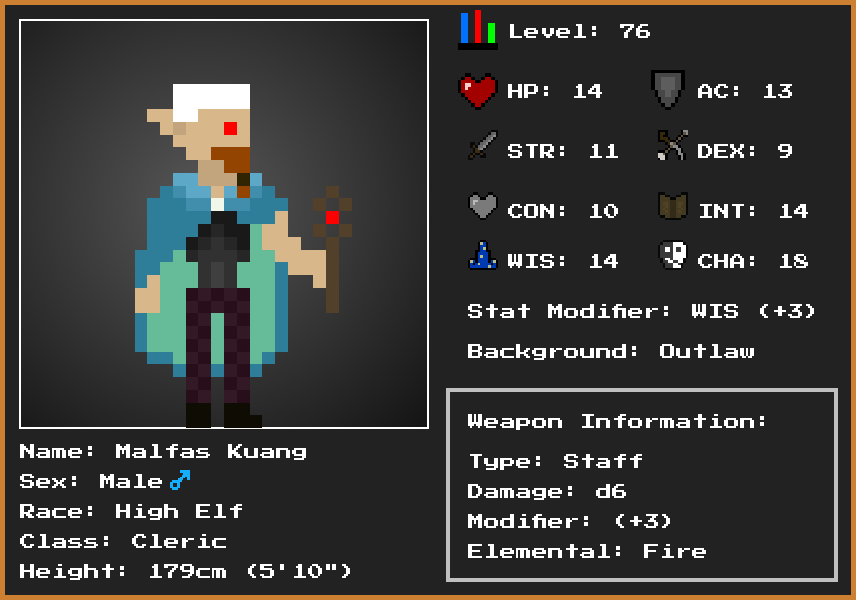 Level: 76
HP: 14 AC: 13
STR: 11 DEX: 9
CON: 10 INT: 14
WIS: 14 CHA: 18
Stat Modifier: WIS (+3)
Background: Outlaw
Weapon Information:
Type: Staff
Damage: d6
Modifier: (+3)
Elemental: Fire
Name: Malfas Kuang
Sex: Male♂
Race: High Elf
Class: Cleric
Height: 179cm (5'10")